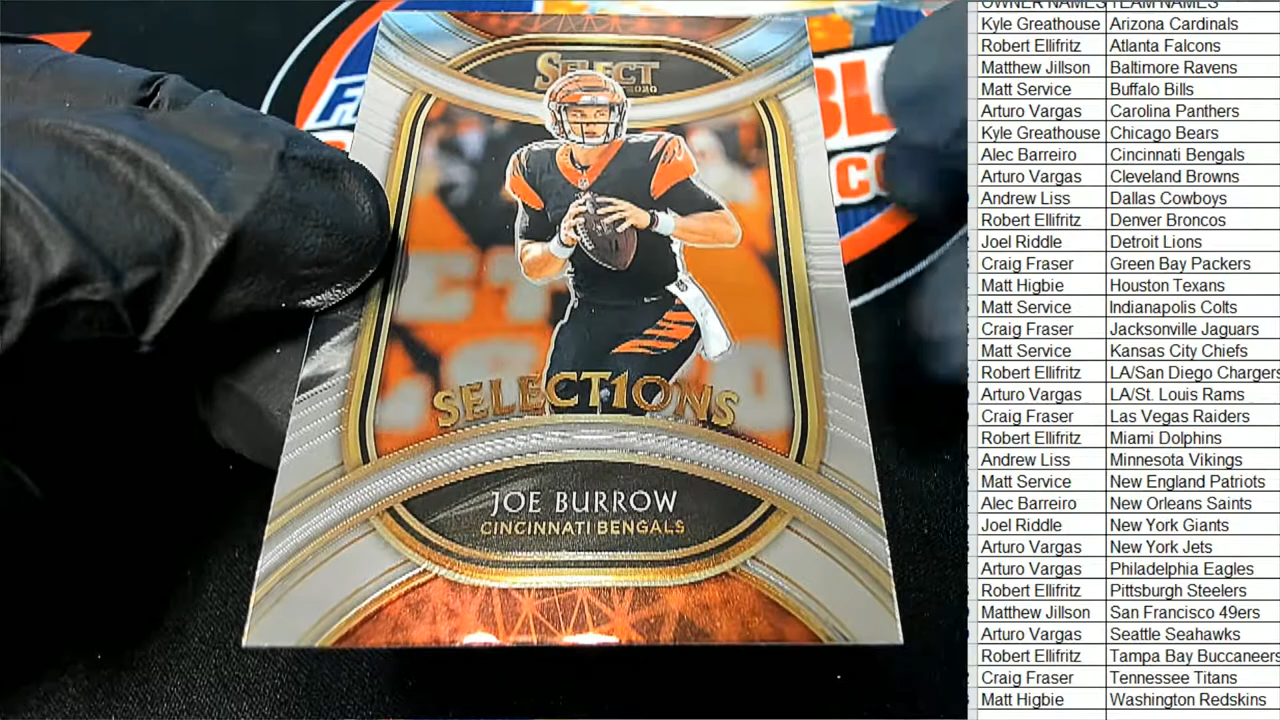 OWNER NAMES TEAM NAMES
Kyle Greathouse Arizona Cardinals
Robert Ellifritz Atlanta Falcons
Matthew Jillson Baltimore Ravens
Matt Service Buffalo Bills
Arturo Vargas Carolina Panthers
Kyle Greathouse Chicago Bears
Alec Barreiro Cincinnati Bengals
Arturo Vargas Cleveland Browns
Andrew Liss Dallas Cowboys
Robert Ellifritz Denver Broncos
Joel Riddle Detroit Lions
Craig Fraser Green Bay Packers
Matt Higbie Houston Texans
Matt Service Indianapolis Colts
Craig Fraser Jacksonville Jaguars
Matt Service Kansas City Chiefs
Robert Ellifritz LA/San Diego Chargers
Arturo Vargas LA/St. Louis Rams
Craig Fraser Las Vegas Raiders
Robert Ellifritz Miami Dolphins
Andrew Liss Minnesota Vikings
Matt Service New England Patriots
Alec Barreiro New Orleans Saints
Joel Riddle New York Giants
Arturo Vargas New York Jets
Arturo Vargas Philadelphia Eagles
Robert Ellifritz Pittsburgh Steelers
Matthew Jillson San Francisco 49ers
Arturo Vargas Seattle Seahawks
Robert Ellifritz Tampa Bay Buccaneers
Craig Fraser Tennessee Titans
Matt Higbie Washington Redskins
SELECT
2020
SELECT1ONS
JOE BURROW
CINCINNATI BENGALS